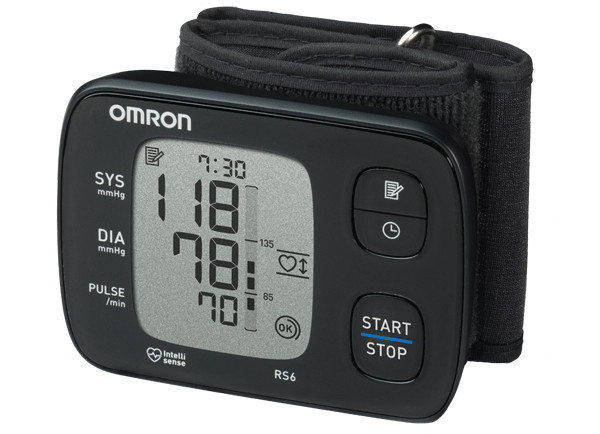 OMRON
7:30
SYS
mmHg
118
135
DIA
mmHg
78
85
PULSE
/min
70
OK
START
STOP
Intelli
sense
RS6